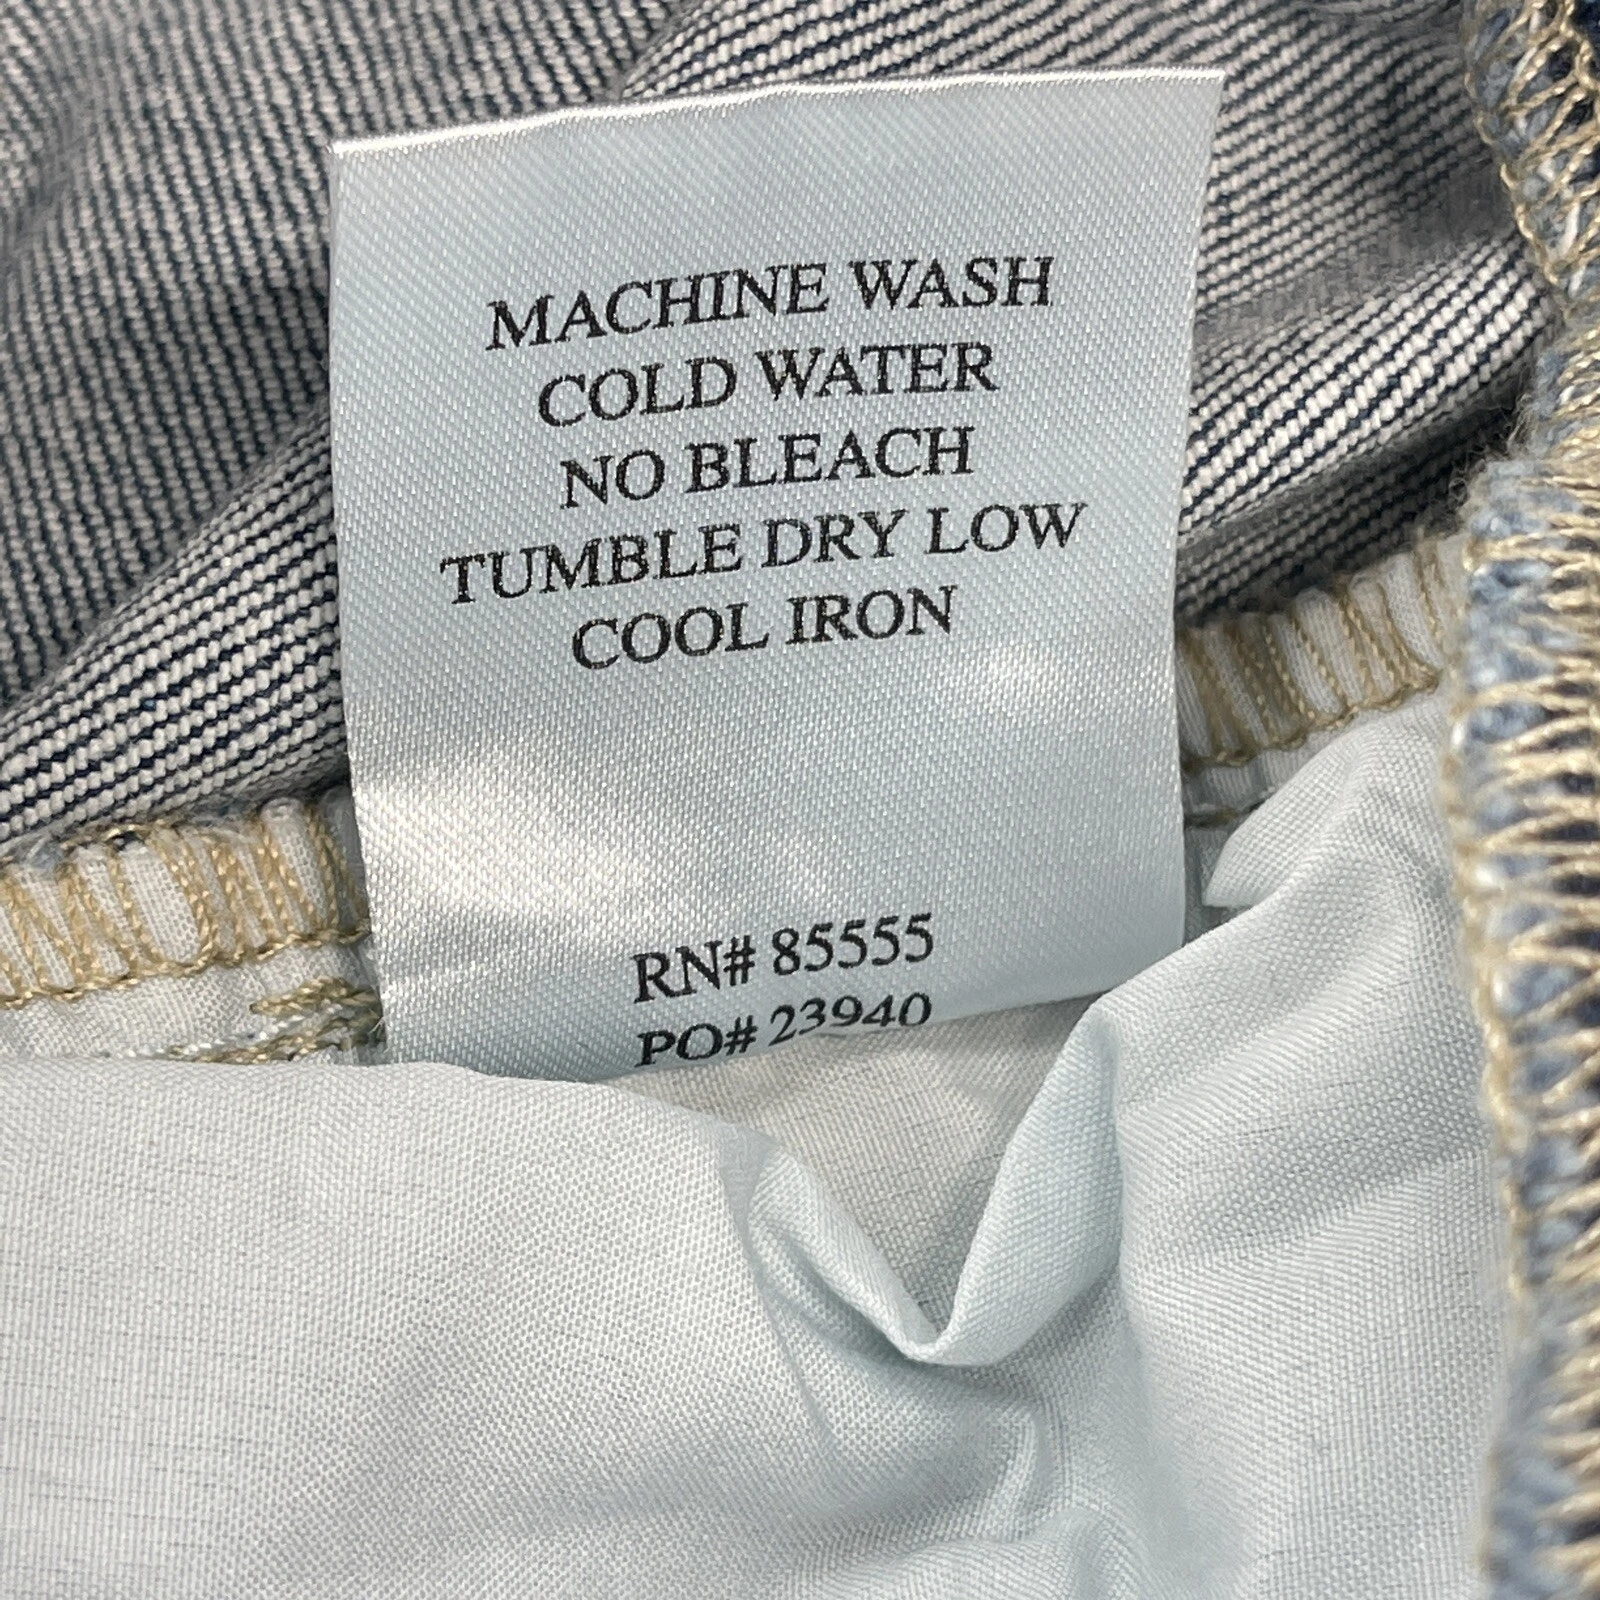 MACHINE WASH
COLD WATER
NO BLEACH
TUMBLE DRY LOW
COOL IRON
RN# 85555
PO# 23940